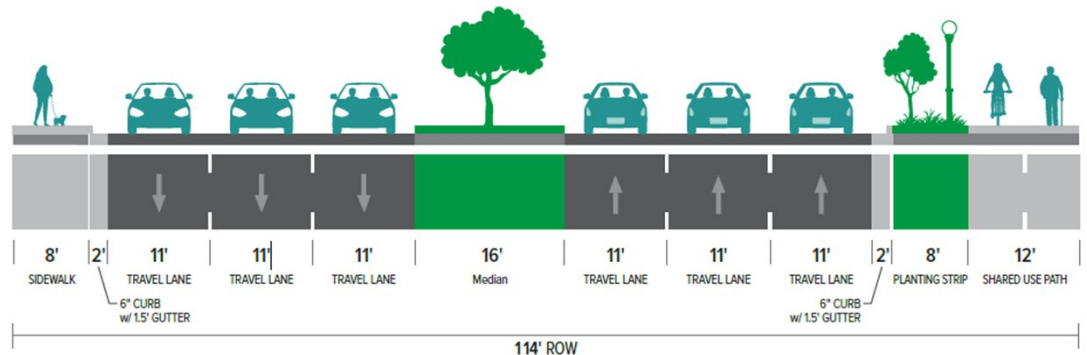 8' 2' 11' 11' 11' 16' 11' 11' 11' 2' 8' 12'
SIDEWALK TRAVEL LANE TRAVEL LANE TRAVEL LANE Median TRAVEL LANE TRAVEL LANE TRAVEL LANE PLANTING STRIP SHARED USE PATH
6" CURB 6" CURB
w/ 1.5' GUTTER w/ 1.5' GUTTER
114' ROW